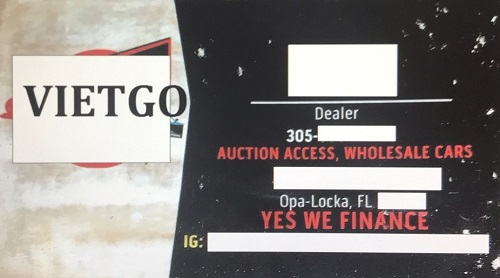 VIETGO
Dealer
305-
AUCTION ACCESS, WHOLESALE CARS
Opa-Locka, FL
YES WE FINANCE
IG: